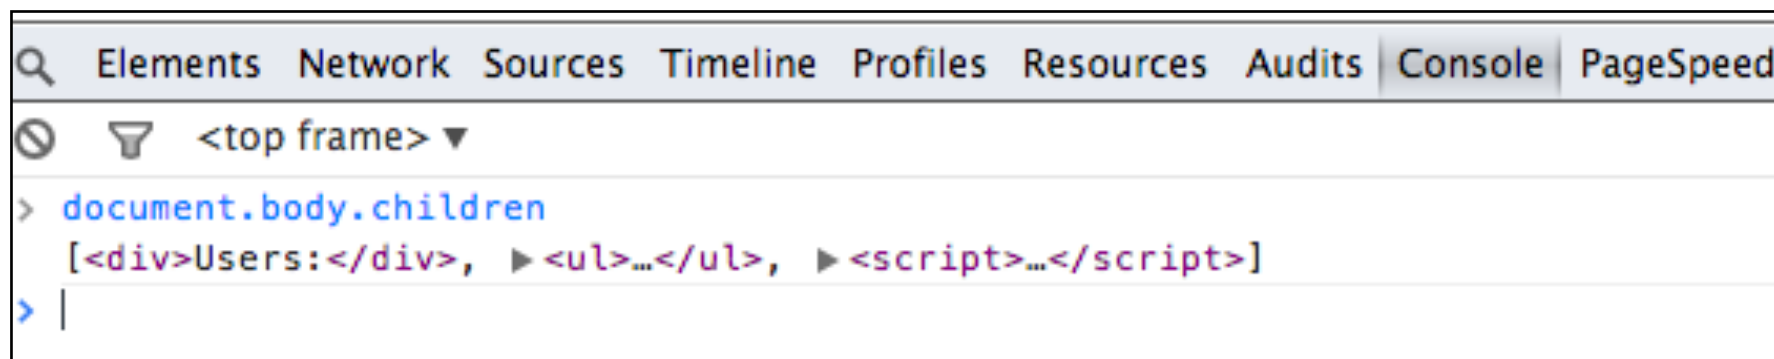 Elements Network Sources Timeline Profiles Resources Audits Console PageSpeed
<top frame> ▼
> document.body.children
[<div>Users:</div>, ▶<ul>…</ul>, ▶<script>…</script>]
>